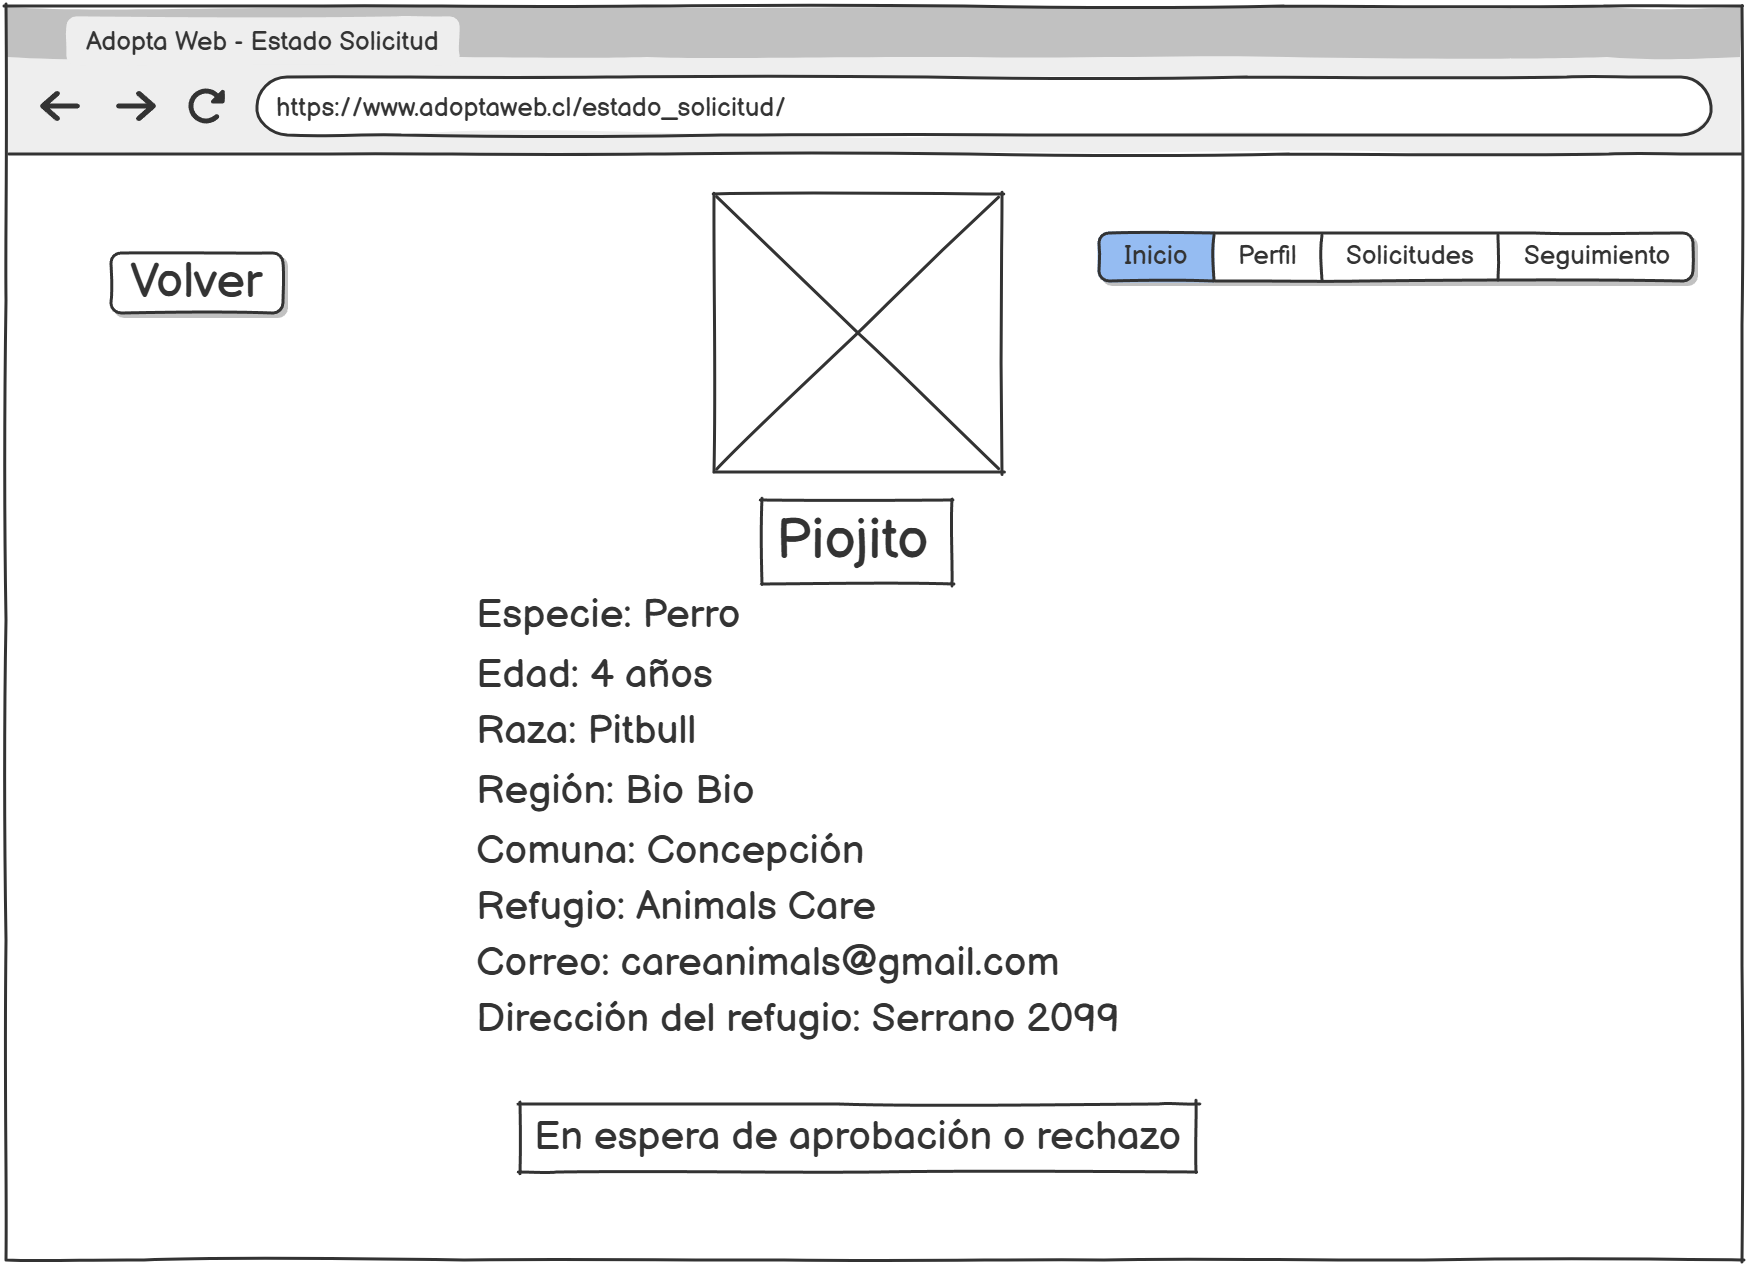 Adopta Web - Estado Solicitud
https://www.adoptaweb.cl/estado_solicitud/
Volver
Inicio Perfil Solicitudes Seguimiento
Piojito
Especie: Perro
Edad: 4 años
Raza: Pitbull
Región: Bio Bio
Comuna: Concepción
Refugio: Animals Care
Correo: careanimals@gmail.com
Dirección del refugio: Serrano 2099
En espera de aprobación o rechazo